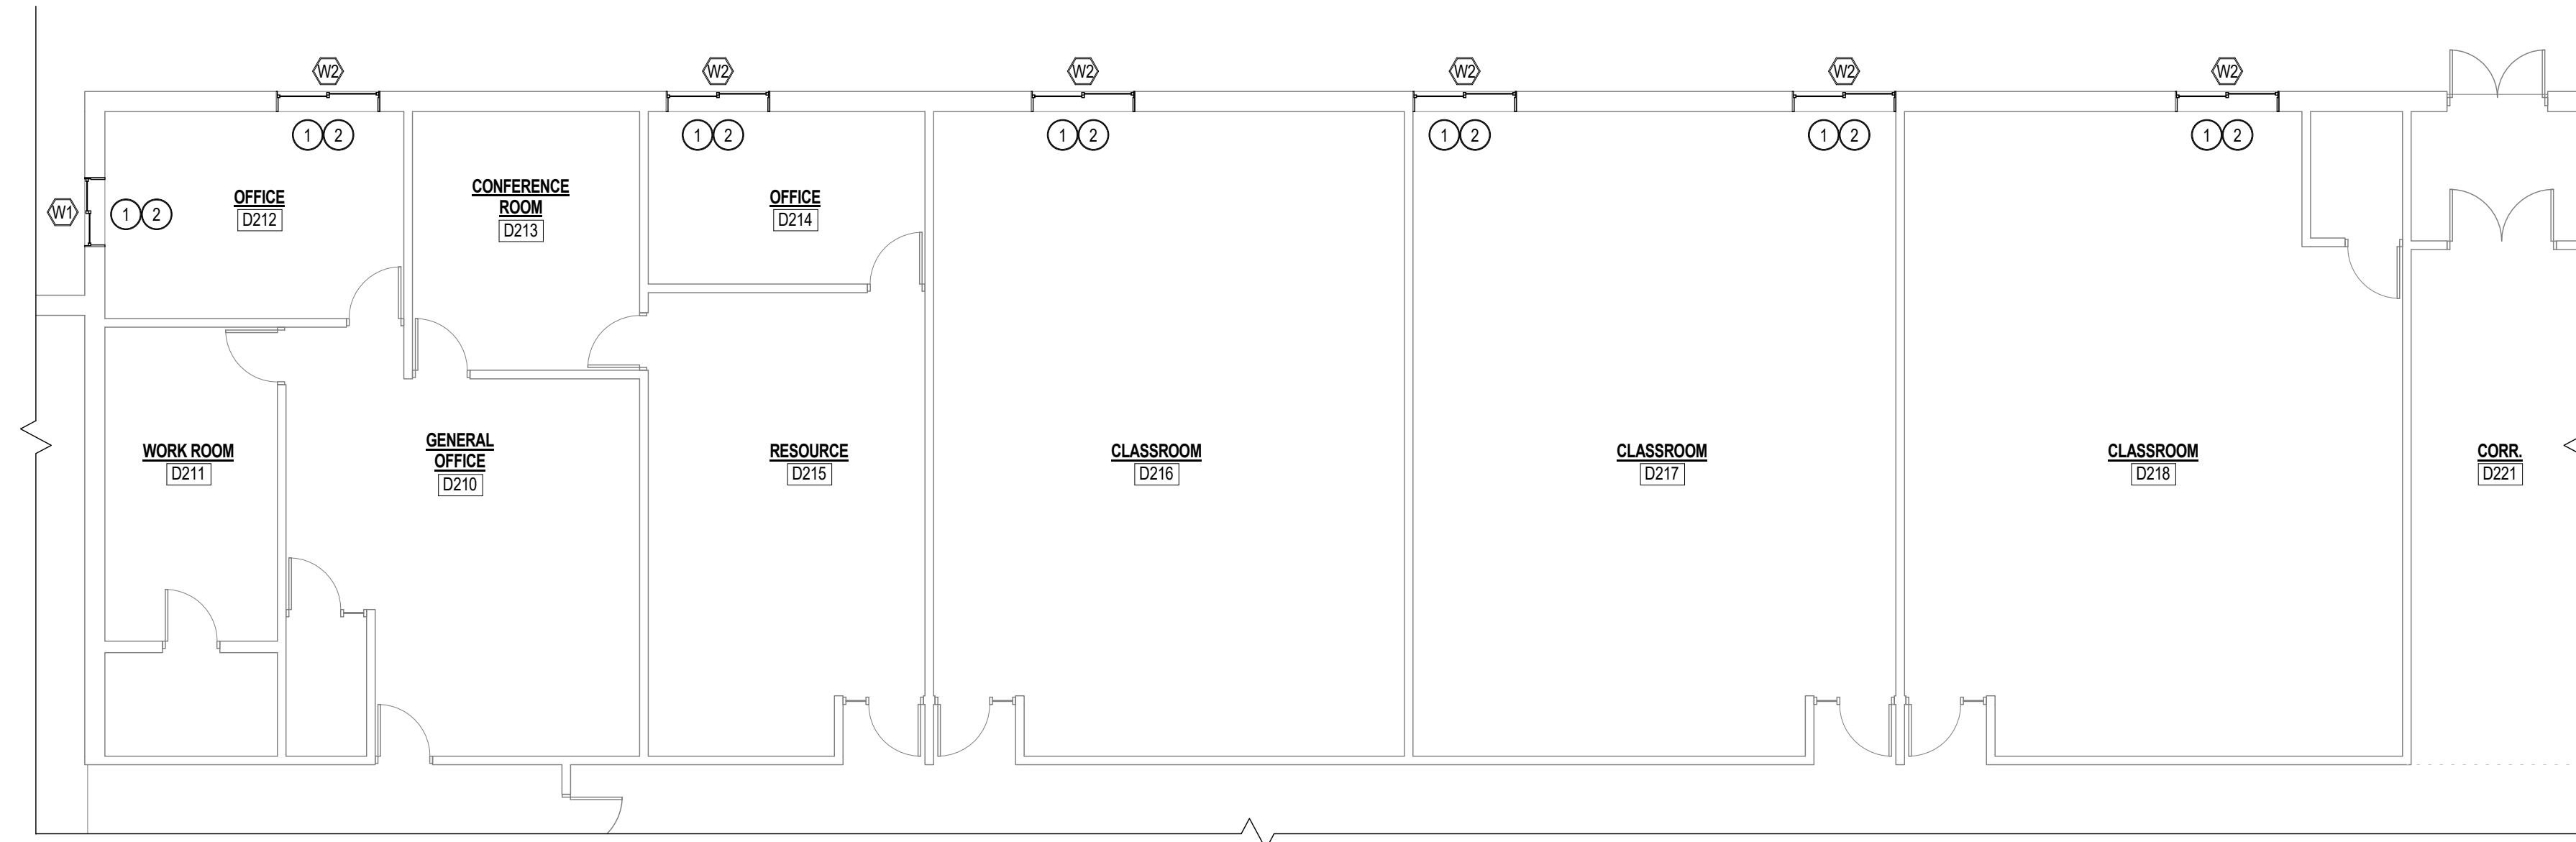 W2
W2
W2
W2
W2
W2
1 2
1 2
1 2
1 2
1 2
1 2
W1
1 2
OFFICE
D212
CONFERENCE
ROOM
D213
OFFICE
D214
WORK ROOM
D211
GENERAL
OFFICE
D210
RESOURCE
D215
CLASSROOM
D216
CLASSROOM
D217
CLASSROOM
D218
CORR.
D221